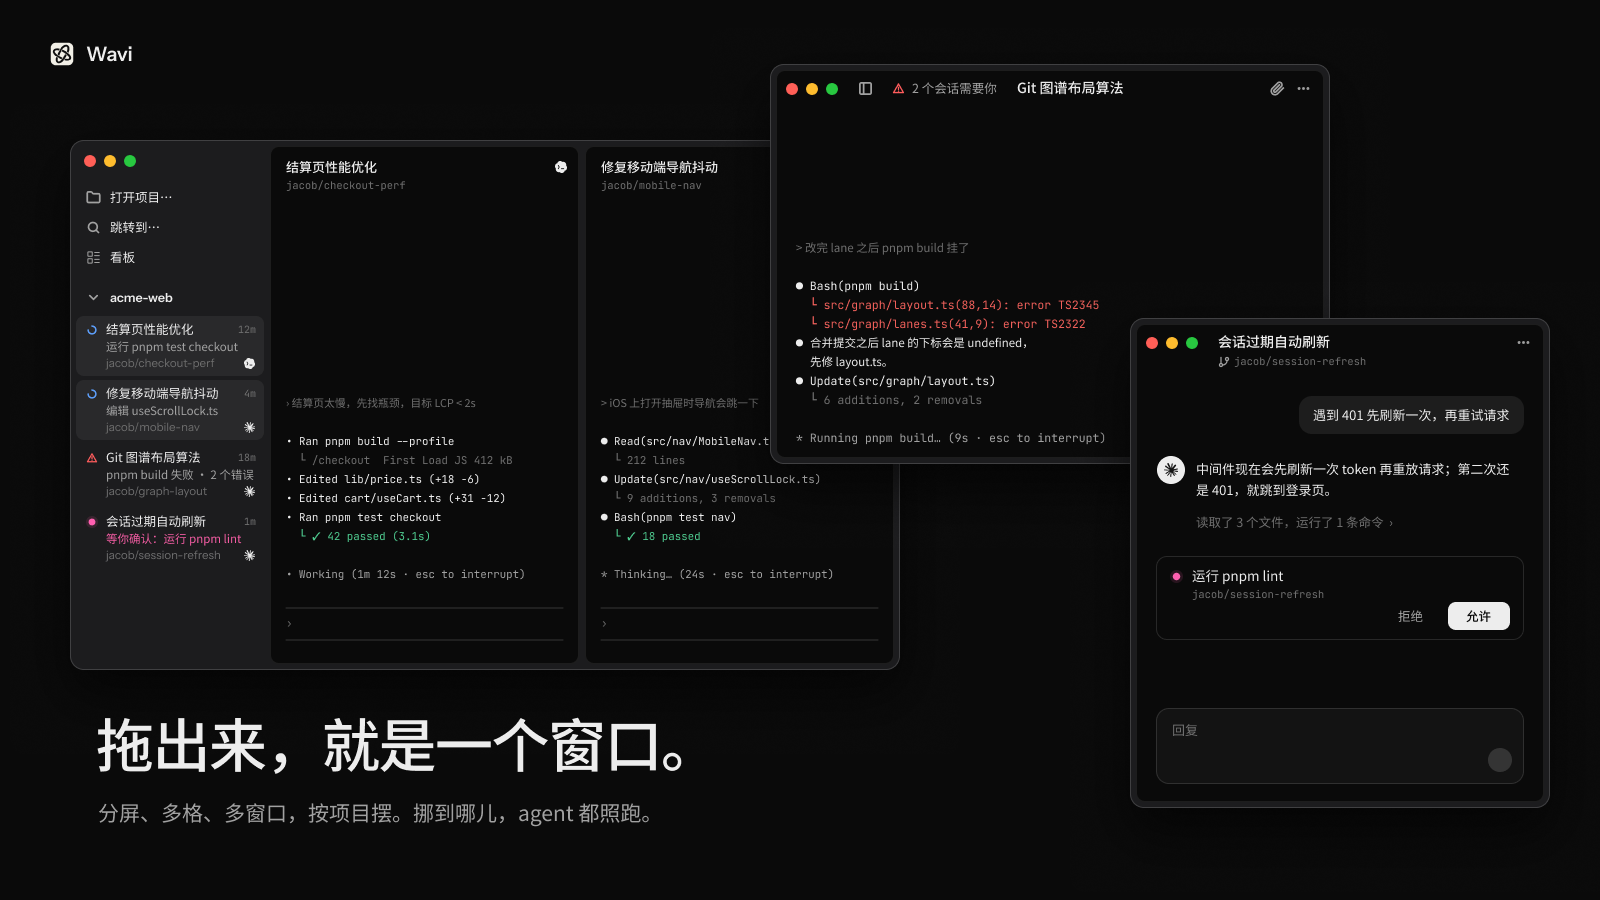 Wavi
打开项目…
跳转到…
看板
acme-web
结算页性能优化 12m
运行 pnpm test checkout
jacob/checkout-perf
修复移动端导航抖动 4m
编辑 useScrollLock.ts
jacob/mobile-nav
Git 图谱布局算法 18m
pnpm build 失败 · 2 个错误
jacob/graph-layout
会话过期自动刷新 1m
等你确认：运行 pnpm lint
jacob/session-refresh
结算页性能优化
jacob/checkout-perf
› 结算页太慢，先找瓶颈，目标 LCP < 2s
• Ran pnpm build --profile
└ /checkout  First Load JS 412 kB
• Edited lib/price.ts (+18 -6)
• Edited cart/useCart.ts (+31 -12)
• Ran pnpm test checkout
└ ✓ 42 passed (3.1s)
• Working (1m 12s · esc to interrupt)
›
修复移动端导航抖动
jacob/mobile-nav
> iOS 上打开抽屉时导航会跳一下
● Read(src/nav/MobileNav.t
└ 212 lines
● Update(src/nav/useScrollLock.ts)
└ 9 additions, 3 removals
● Bash(pnpm test nav)
└ ✓ 18 passed
* Thinking… (24s · esc to interrupt)
›
2 个会话需要你 Git 图谱布局算法
> 改完 lane 之后 pnpm build 挂了
● Bash(pnpm build)
└ src/graph/layout.ts(88,14): error TS2345
└ src/graph/lanes.ts(41,9): error TS2322
● 合并提交之后 lane 的下标会是 undefined，
先修 layout.ts。
● Update(src/graph/layout.ts)
└ 6 additions, 2 removals
* Running pnpm build… (9s · esc to interrupt)
会话过期自动刷新
jacob/session-refresh
遇到 401 先刷新一次，再重试请求
中间件现在会先刷新一次 token 再重放请求；第二次还
是 401，就跳到登录页。
读取了 3 个文件，运行了 1 条命令 ›
运行 pnpm lint
jacob/session-refresh
拒绝 允许
回复
拖出来，就是一个窗口。
分屏、多格、多窗口，按项目摆。挪到哪儿，agent 都照跑。